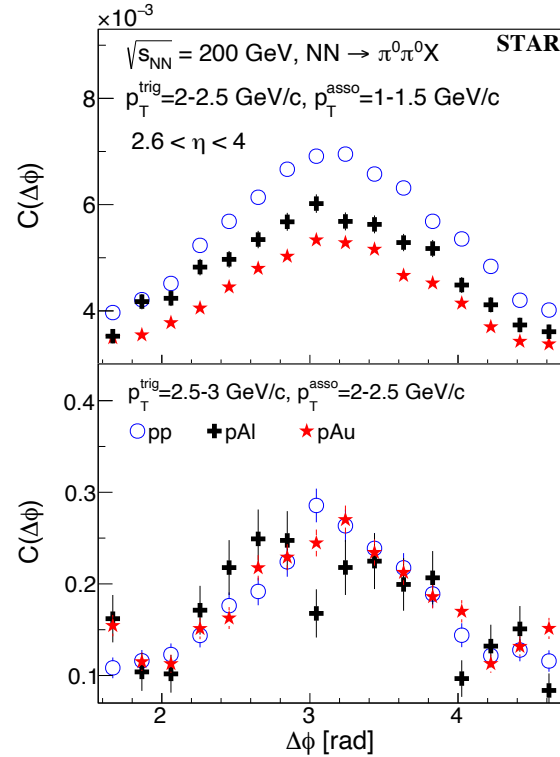 ×10⁻³
√s_NN = 200 GeV, NN → π⁰π⁰X STAR
p_T^trig=2-2.5 GeV/c, p_T^asso=1-1.5 GeV/c
2.6 < η < 4
8
6
4
C(Δϕ)
p_T^trig=2.5-3 GeV/c, p_T^asso=2-2.5 GeV/c
pp pAl pAu
0.4
0.3
0.2
0.1
C(Δϕ)
2 3 4
Δϕ [rad]